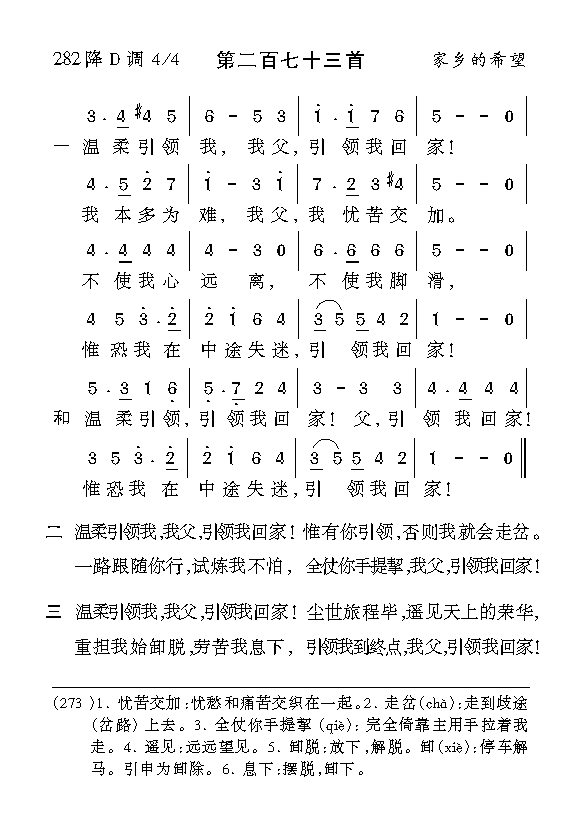 282降D调 4/4 第二百七十三首 家乡的希望
3 . 4 #4 5 | 6 - 5 3 | i . i 7 6 | 5 - - 0 |
一 温 柔引领 我, 我父,引 领我回 家!
4 . 5 2 7 | i - 3 i | 7 . 2 3 #4 | 5 - - 0 |
我 本多为 难, 我父,我 忧苦交 加。
4 . 4 4 4 | 4 - 3 0 | 6 . 6 6 6 | 5 - - 0 |
不 使我心 远 离, 不 使我脚 滑,
4 5 3 . 2 | 2 i 6 4 | 3 5 5 4 2 | 1 - - 0 |
惟恐我在 中途失迷,引 领我回 家!
5 . 3 1 6 | 5 . 7 2 4 | 3 - 3 3 | 4 . 4 4 4 |
和 温 柔引领,引 领我回 家! 父,引 领 我回家!
3 5 3 . 2 | 2 i 6 4 | 3 5 5 4 2 | 1 - - 0 ||
惟恐我 在 中途失迷,引 领我回 家!
二 温柔引领我,我父,引领我回家! 惟有你引领,否则我就会走岔。
一路跟随你行,试炼我不怕, 全仗你手提挈,我父,引领我回家!
三 温柔引领我,我父,引领我回家! 尘世旅程毕,遥见天上的荣华,
重担我始卸脱,劳苦我息下, 引领我到終点,我父,引领我回家!
(273 )1. 忧苦交加:忧愁和痛苦交织在一起。2. 走岔(chà):走到歧途
(岔路) 上去。3. 全仗你手提挈 (qiè): 完全倚靠主用手拉着我
走。4. 遥见:远远望见。5. 卸脱:放下,解脱。卸(xiè):停车解
马。引申为卸除。6. 息下:摆脱,卸下。